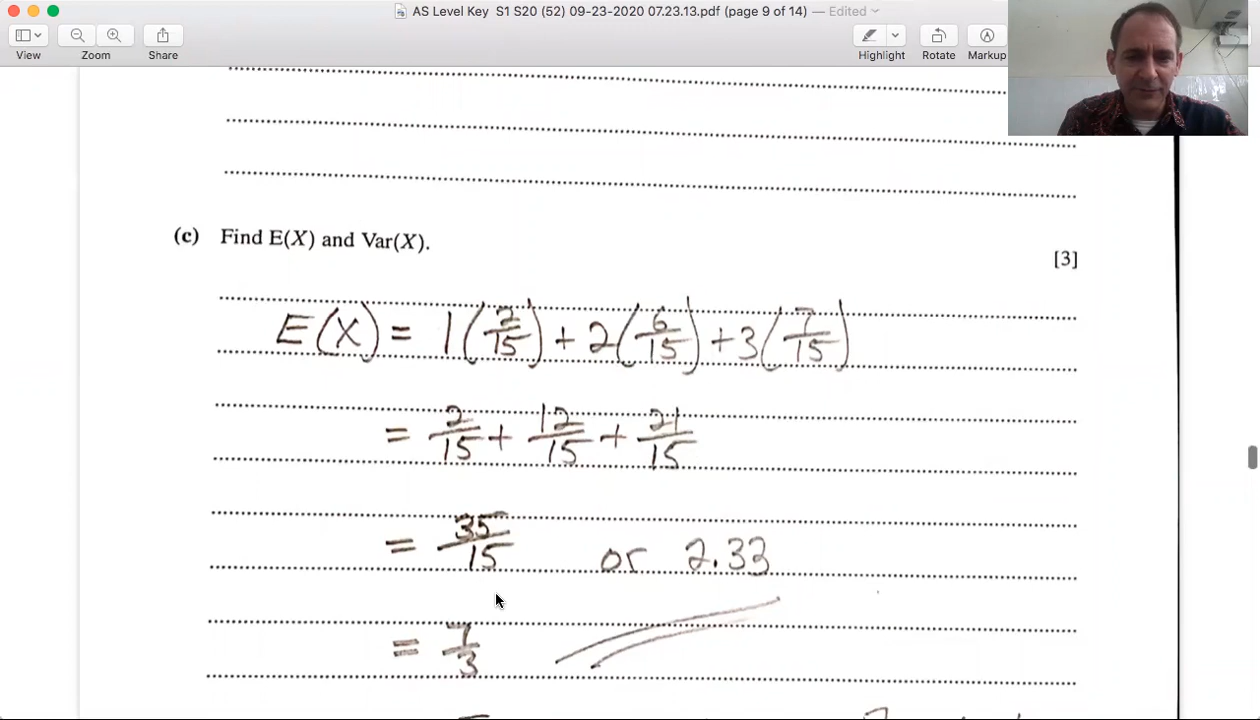 AS Level Key S1 S20 (52) 09-23-2020 07.23.13.pdf (page 9 of 14) — Edited
View Zoom Share Highlight Rotate Markup
(c) Find E(X) and Var(X).
[3]
E(X) = 1(2/15) + 2(6/15) + 3(7/15)
= 2/15 + 12/15 + 21/15
= 35/15 or 2.33
= 7/3